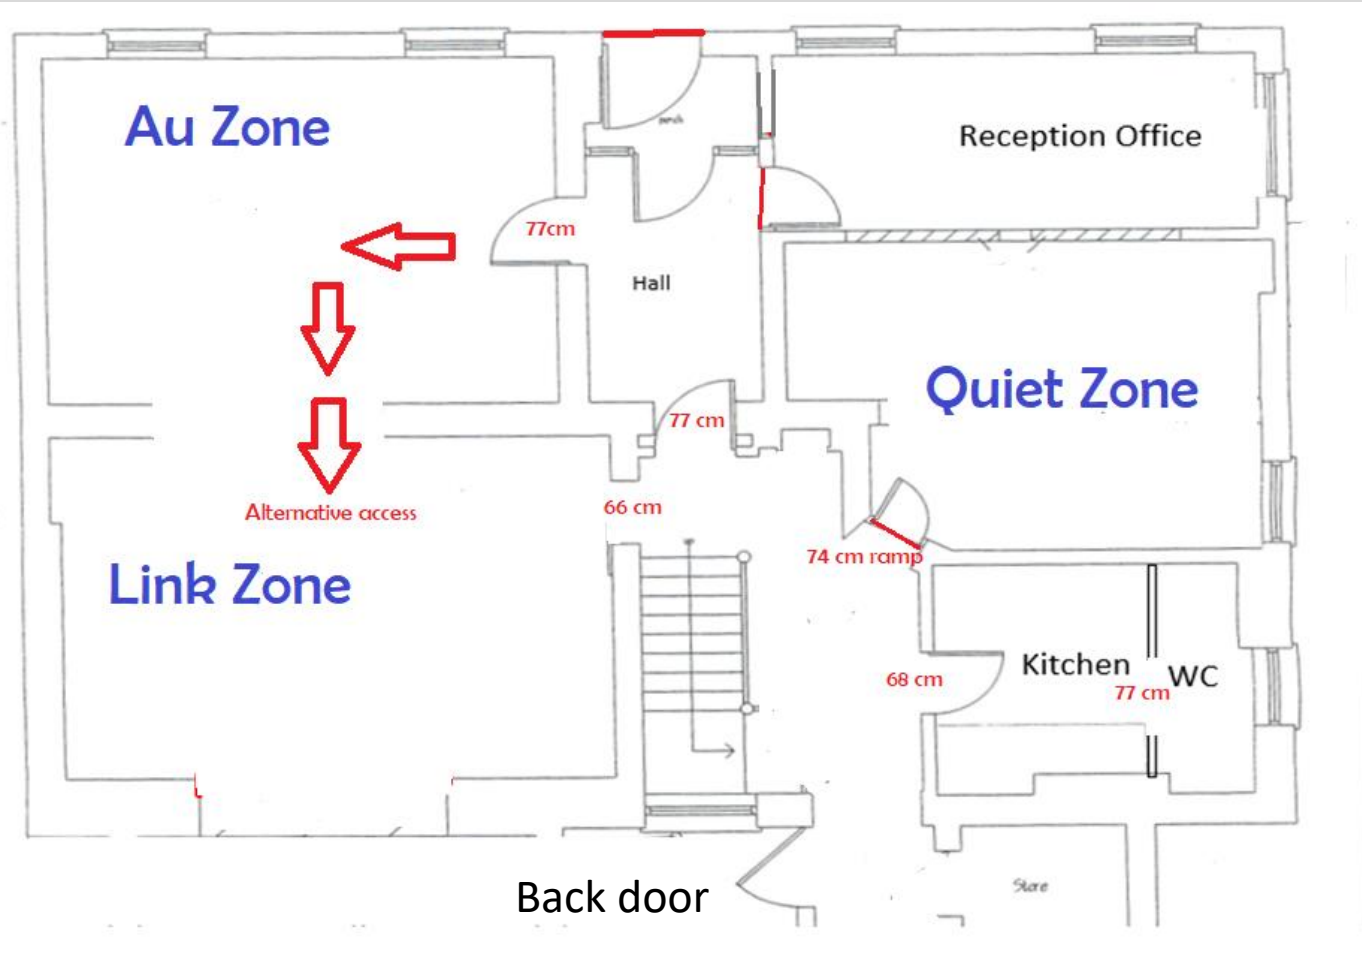 Au Zone
porch
Reception Office
77cm
Hall
Quiet Zone
77 cm
Alternative access
66 cm
74 cm ramp
Link Zone
68 cm
Kitchen
WC
77 cm
Back door
Store